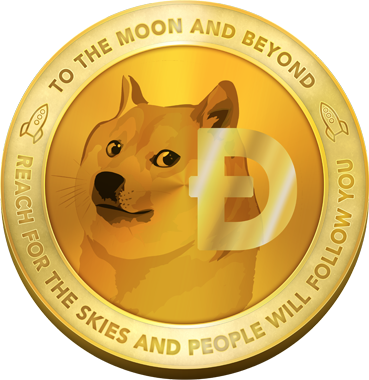 TO THE MOON AND BEYOND
Ð
REACH FOR THE SKIES AND PEOPLE WILL FOLLOW YOU